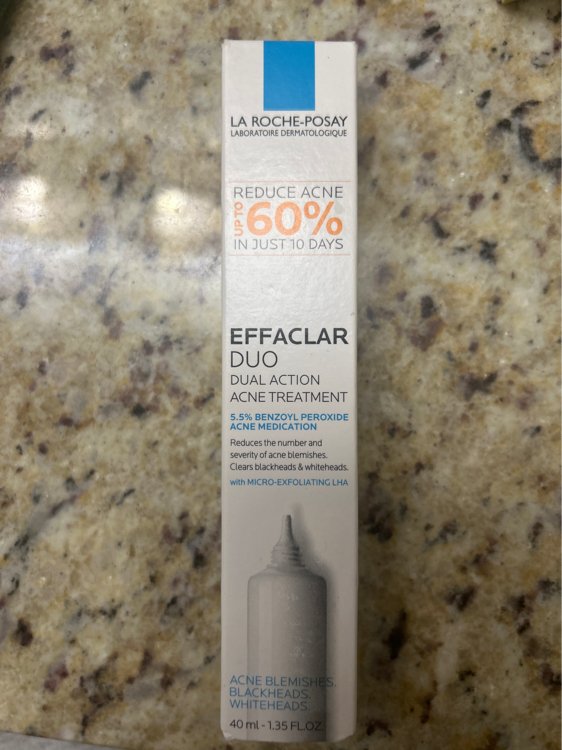 LA ROCHE-POSAY
LABORATOIRE DERMATOLOGIQUE
REDUCE ACNE
UP TO 60%
IN JUST 10 DAYS
EFFACLAR
DUO
DUAL ACTION
ACNE TREATMENT
5.5% BENZOYL PEROXIDE
ACNE MEDICATION
Reduces the number and
severity of acne blemishes.
Clears blackheads & whiteheads.
with MICRO-EXFOLIATING LHA
ACNE BLEMISHES.
BLACKHEADS.
WHITEHEADS.
40 ml - 1.35 FL.OZ.